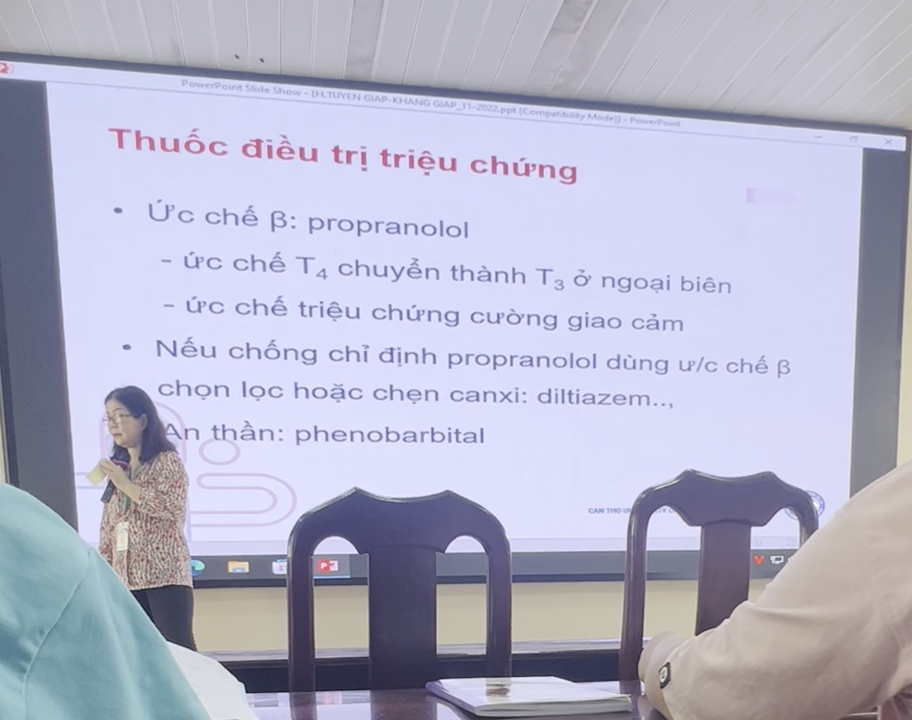 PowerPoint Slide Show - [H.TUYEN GIAP-KHANG GIAP_11-2022.ppt [Compatibility Mode]] - PowerPoint
Thuốc điều trị triệu chứng
• Ức chế β: propranolol
- ức chế T₄ chuyển thành T₃ ở ngoại biên
- ức chế triệu chứng cường giao cảm
• Nếu chống chỉ định propranolol dùng ư/c chế β
chọn lọc hoặc chẹn canxi: diltiazem..,
An thần: phenobarbital
CAN THO